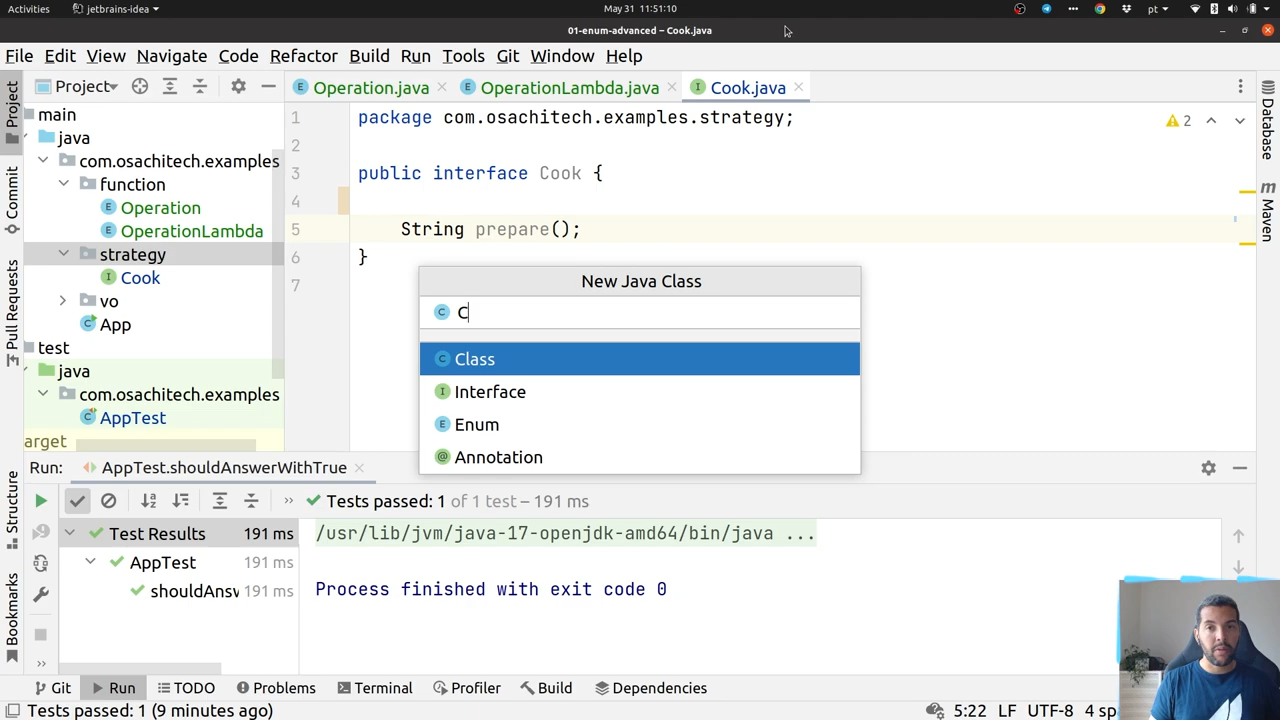 Activities
jetbrains-idea
May 31 11:51:10
pt
01-enum-advanced – Cook.java
File Edit View Navigate Code Refactor Build Run Tools Git Window Help
Project
Operation.java
OperationLambda.java
Cook.java
main
java
com.osachitech.examples
function
Operation
OperationLambda
strategy
Cook
vo
App
test
java
com.osachitech.examples
AppTest
arget
1 package com.osachitech.examples.strategy;
2
3 public interface Cook {
4
5 String prepare();
6 }
7
2
New Java Class
C
Class
Interface
Enum
Annotation
Project
Commit
Pull Requests
Structure
Bookmarks
Database
Maven
Run:
AppTest.shouldAnswerWithTrue
Tests passed: 1 of 1 test – 191 ms
Test Results 191 ms
AppTest 191 ms
shouldAnsw 191 ms
/usr/lib/jvm/java-17-openjdk-amd64/bin/java ...
Process finished with exit code 0
Git
Run
TODO
Problems
Terminal
Profiler
Build
Dependencies
Tests passed: 1 (9 minutes ago)
5:22 LF UTF-8 4 sp